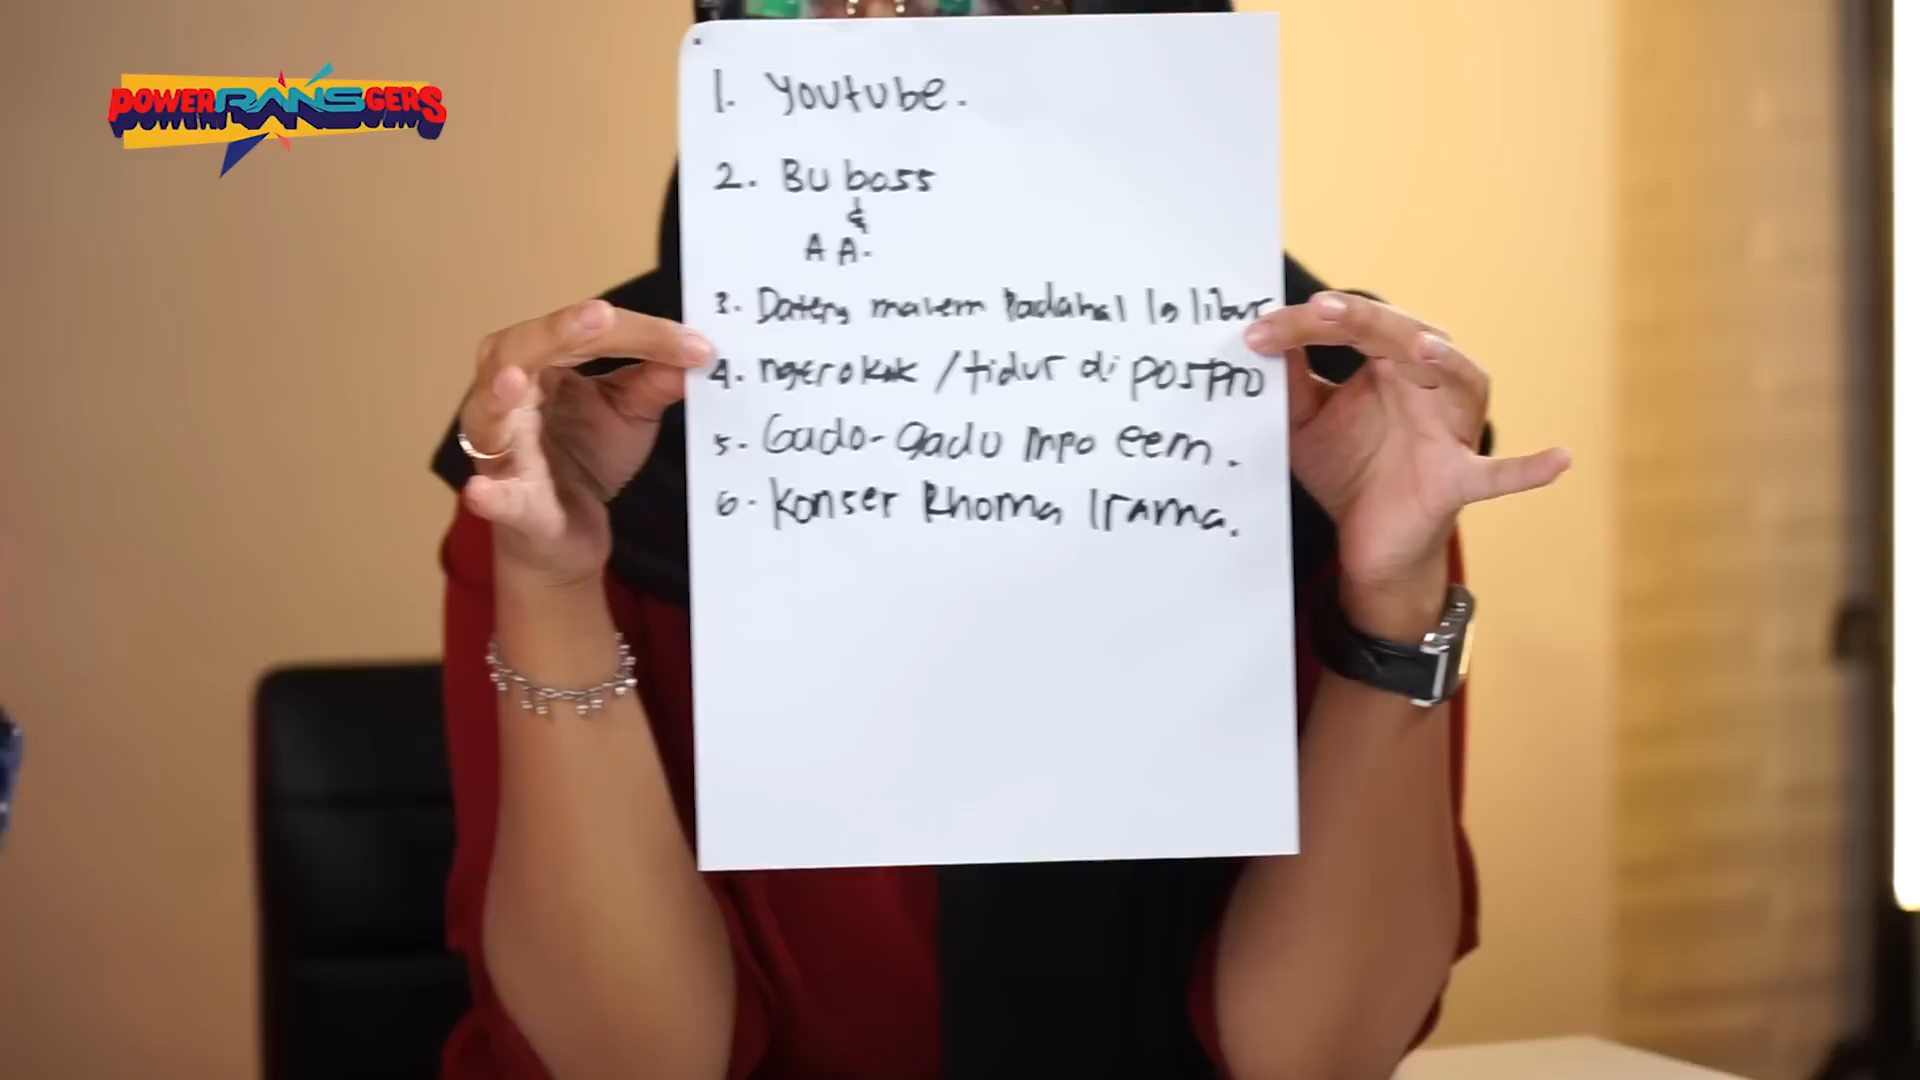 POWERRANSGERS
1. Youtube.
2. Bu boss
&
AA.
3. Dateng malem Padahal lg libur
4. ngerokok /tidur di pospro
5. Gado-gado mpo eem.
6. Konser Rhoma Irama.